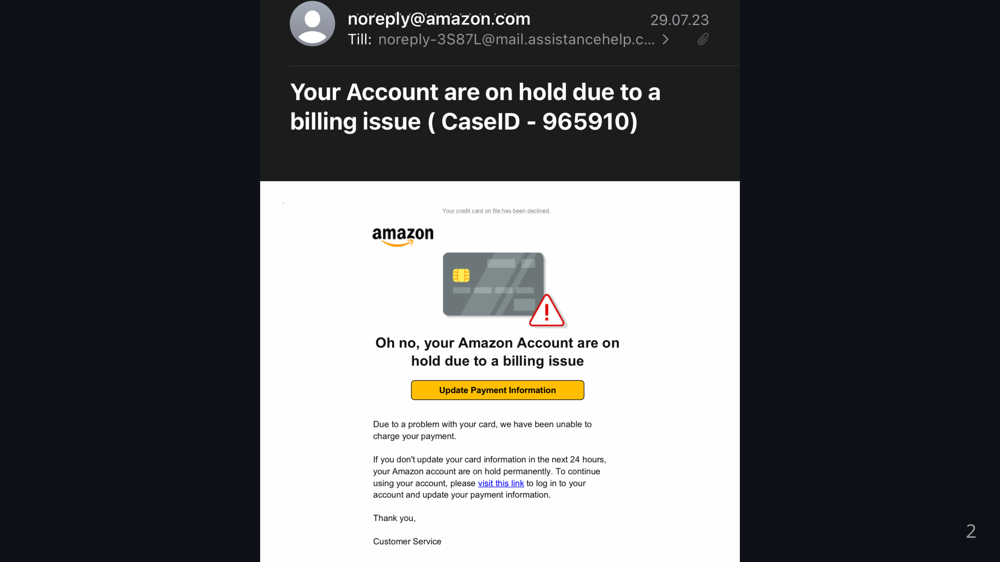 n׳o׳r׳e׳p׳l׳y׳@׳a׳m׳a׳z׳o׳n׳.׳c׳o׳m 29.07.23
Till: noreply-3S87L@mail.assistancehelp.c...
Your Account are on hold due to a
billing issue ( CaseID - 965910)
.
Your credit card on file has been declined.
amazon
Oh no, your Amazon Account are on
hold due to a billing issue
Update Payment Information
Due to a problem with your card, we have been unable to
charge your payment.
If you don't update your card information in the next 24 hours,
your Amazon account are on hold permanently. To continue
using your account, please visit this link to log in to your
account and update your payment information.
Thank you,
Customer Service
2